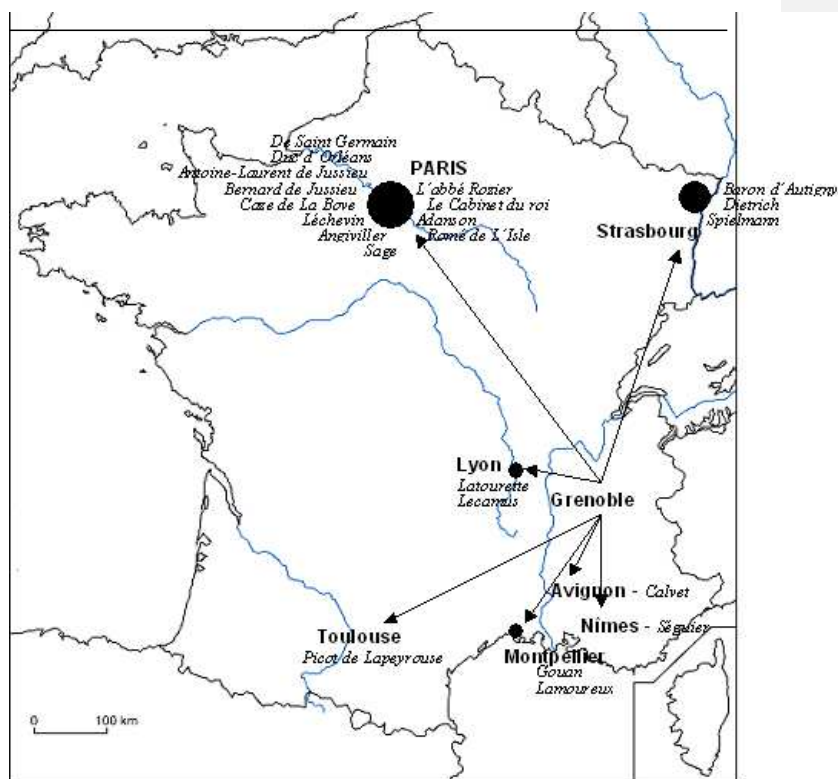 De Saint Germain
Duc d'Orléans
Antoine-Laurent de Jussieu
Bernard de Jussieu
Caze de La Bove
Léchevin
Angiviller
Sage
PARIS
L'abbé Rozier
Le Cabinet du roi
Adanson
Romé de L'Isle
Baron d'Autigny
Dietrich
Spielmann
Strasbourg
Lyon
Latourette
Lecamus
Grenoble
Avignon - Calvet
Nîmes - Séguier
Toulouse
Picot de Lapeyrouse
Montpellier
Gouan
Lamoureux
0 100 km